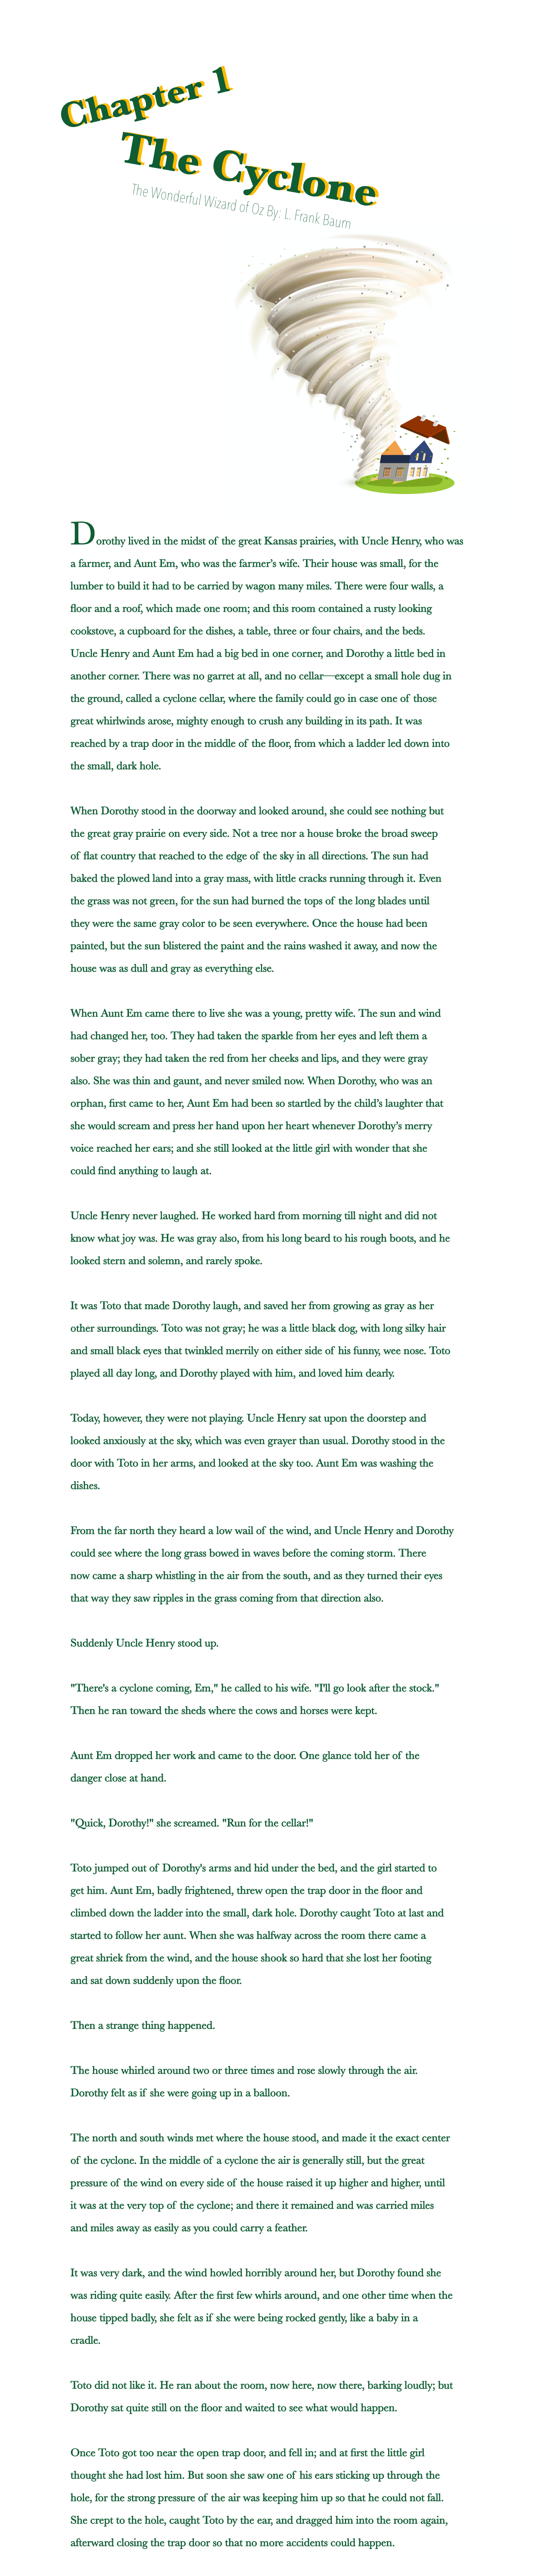 Chapter 1
The Cyclone
The Wonderful Wizard of Oz By: L. Frank Baum
Dorothy lived in the midst of the great Kansas prairies, with Uncle Henry, who was
a farmer, and Aunt Em, who was the farmer’s wife. Their house was small, for the
lumber to build it had to be carried by wagon many miles. There were four walls, a
floor and a roof, which made one room; and this room contained a rusty looking
cookstove, a cupboard for the dishes, a table, three or four chairs, and the beds.
Uncle Henry and Aunt Em had a big bed in one corner, and Dorothy a little bed in
another corner. There was no garret at all, and no cellar—except a small hole dug in
the ground, called a cyclone cellar, where the family could go in case one of those
great whirlwinds arose, mighty enough to crush any building in its path. It was
reached by a trap door in the middle of the floor, from which a ladder led down into
the small, dark hole.
When Dorothy stood in the doorway and looked around, she could see nothing but
the great gray prairie on every side. Not a tree nor a house broke the broad sweep
of flat country that reached to the edge of the sky in all directions. The sun had
baked the plowed land into a gray mass, with little cracks running through it. Even
the grass was not green, for the sun had burned the tops of the long blades until
they were the same gray color to be seen everywhere. Once the house had been
painted, but the sun blistered the paint and the rains washed it away, and now the
house was as dull and gray as everything else.
When Aunt Em came there to live she was a young, pretty wife. The sun and wind
had changed her, too. They had taken the sparkle from her eyes and left them a
sober gray; they had taken the red from her cheeks and lips, and they were gray
also. She was thin and gaunt, and never smiled now. When Dorothy, who was an
orphan, first came to her, Aunt Em had been so startled by the child’s laughter that
she would scream and press her hand upon her heart whenever Dorothy’s merry
voice reached her ears; and she still looked at the little girl with wonder that she
could find anything to laugh at.
Uncle Henry never laughed. He worked hard from morning till night and did not
know what joy was. He was gray also, from his long beard to his rough boots, and he
looked stern and solemn, and rarely spoke.
It was Toto that made Dorothy laugh, and saved her from growing as gray as her
other surroundings. Toto was not gray; he was a little black dog, with long silky hair
and small black eyes that twinkled merrily on either side of his funny, wee nose. Toto
played all day long, and Dorothy played with him, and loved him dearly.
Today, however, they were not playing. Uncle Henry sat upon the doorstep and
looked anxiously at the sky, which was even grayer than usual. Dorothy stood in the
door with Toto in her arms, and looked at the sky too. Aunt Em was washing the
dishes.
From the far north they heard a low wail of the wind, and Uncle Henry and Dorothy
could see where the long grass bowed in waves before the coming storm. There
now came a sharp whistling in the air from the south, and as they turned their eyes
that way they saw ripples in the grass coming from that direction also.
Suddenly Uncle Henry stood up.
"There's a cyclone coming, Em," he called to his wife. "I'll go look after the stock."
Then he ran toward the sheds where the cows and horses were kept.
Aunt Em dropped her work and came to the door. One glance told her of the
danger close at hand.
"Quick, Dorothy!" she screamed. "Run for the cellar!"
Toto jumped out of Dorothy's arms and hid under the bed, and the girl started to
get him. Aunt Em, badly frightened, threw open the trap door in the floor and
climbed down the ladder into the small, dark hole. Dorothy caught Toto at last and
started to follow her aunt. When she was halfway across the room there came a
great shriek from the wind, and the house shook so hard that she lost her footing
and sat down suddenly upon the floor.
Then a strange thing happened.
The house whirled around two or three times and rose slowly through the air.
Dorothy felt as if she were going up in a balloon.
The north and south winds met where the house stood, and made it the exact center
of the cyclone. In the middle of a cyclone the air is generally still, but the great
pressure of the wind on every side of the house raised it up higher and higher, until
it was at the very top of the cyclone; and there it remained and was carried miles
and miles away as easily as you could carry a feather.
It was very dark, and the wind howled horribly around her, but Dorothy found she
was riding quite easily. After the first few whirls around, and one other time when the
house tipped badly, she felt as if she were being rocked gently, like a baby in a
cradle.
Toto did not like it. He ran about the room, now here, now there, barking loudly; but
Dorothy sat quite still on the floor and waited to see what would happen.
Once Toto got too near the open trap door, and fell in; and at first the little girl
thought she had lost him. But soon she saw one of his ears sticking up through the
hole, for the strong pressure of the air was keeping him up so that he could not fall.
She crept to the hole, caught Toto by the ear, and dragged him into the room again,
afterward closing the trap door so that no more accidents could happen.